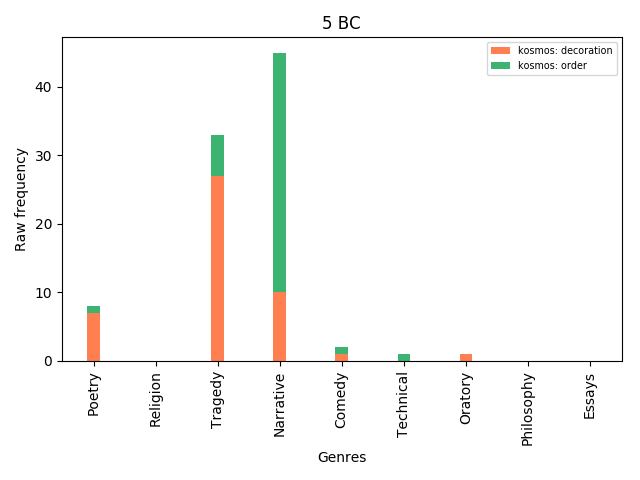 5 BC
kosmos: decoration
kosmos: order
Raw frequency
40
30
20
10
0
Poetry
Religion
Tragedy
Narrative
Comedy
Technical
Oratory
Philosophy
Essays
Genres